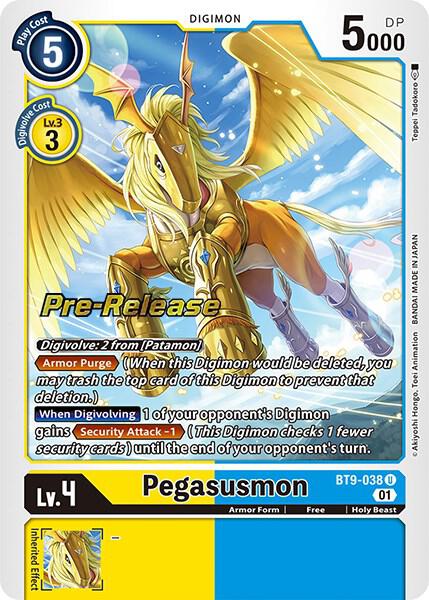 Play Cost
5
DIGIMON
DP
5000
Digivolve Cost
Lv.3
3
Teppei Tadokoro
Pre-Release
Digivolve: 2 from [Patamon]
Armor Purge (When this Digimon would be deleted, you
may trash the top card of this Digimon to prevent that
deletion.)
When Digivolving 1 of your opponent's Digimon
gains Security Attack -1 (This Digimon checks 1 fewer
security cards) until the end of your opponent's turn.
© Akiyoshi Hongo, Toei Animation BANDAI MADE IN JAPAN
Lv.4
Pegasusmon
BT9-038 U
01
Armor Form | Free | Holy Beast
Inherited Effect
-